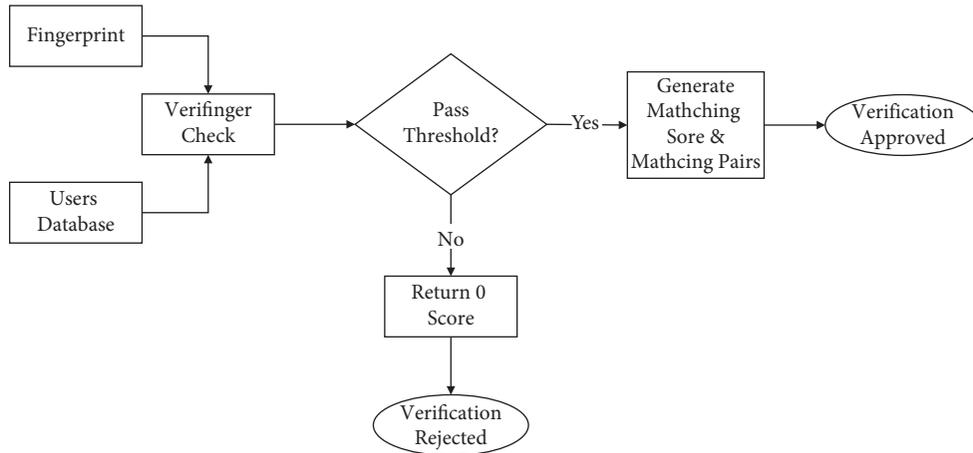 Fingerprint
Verifinger
Check
Users
Database
Pass
Threshold?
Yes
Generate
Mathching
Sore &
Mathcing Pairs
Verification
Approved
No
Return 0
Score
Verification
Rejected